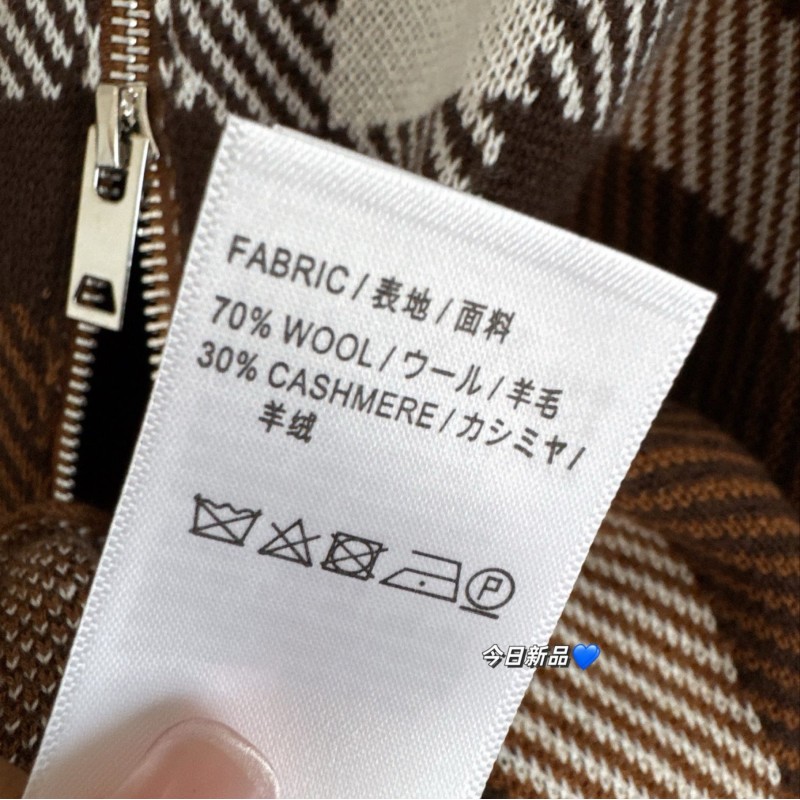 FABRIC / 表地 / 面料
70% WOOL / ウール / 羊毛
30% CASHMERE / カシミヤ /
羊绒
P
今日新品💙